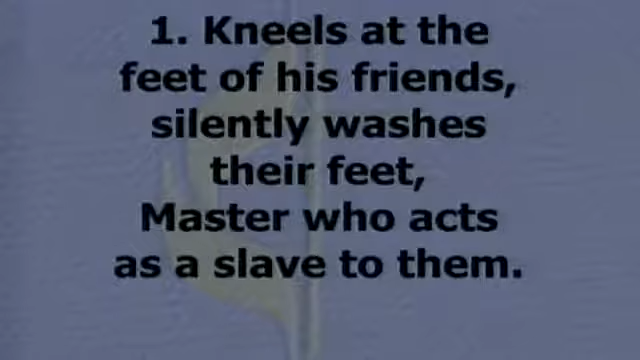 1. Kneels at the
feet of his friends,
silently washes
their feet,
Master who acts
as a slave to them.